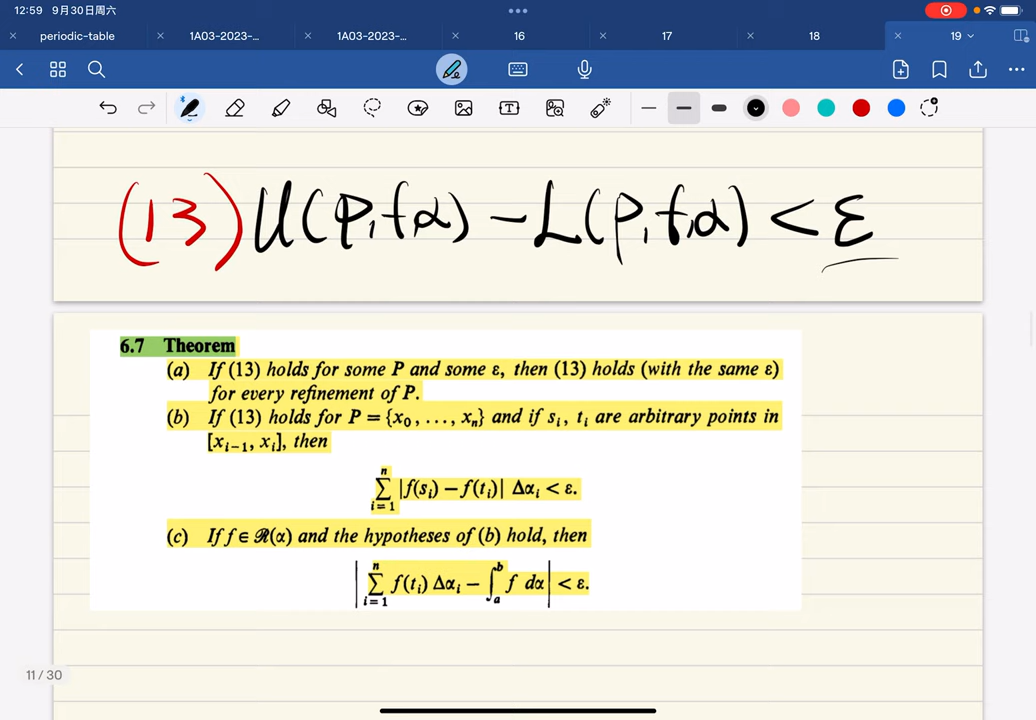 12:59 9月30日周六
periodic-table
1A03-2023-...
1A03-2023-...
16
17
18
19
(13) U(P,f,α) − L(P,f,α) < ε
6.7 Theorem
(a) If (13) holds for some P and some ε, then (13) holds (with the same ε)
for every refinement of P.
(b) If (13) holds for P = {x₀, . . . , xₙ} and if sᵢ, tᵢ are arbitrary points in
[xᵢ₋₁, xᵢ], then
∑ᵢ₌₁ⁿ |f(sᵢ) − f(tᵢ)| Δαᵢ < ε.
(c) If f ∈ ℛ(α) and the hypotheses of (b) hold, then
|∑ᵢ₌₁ⁿ f(tᵢ) Δαᵢ − ∫ₐᵇ f dα| < ε.
11 / 30